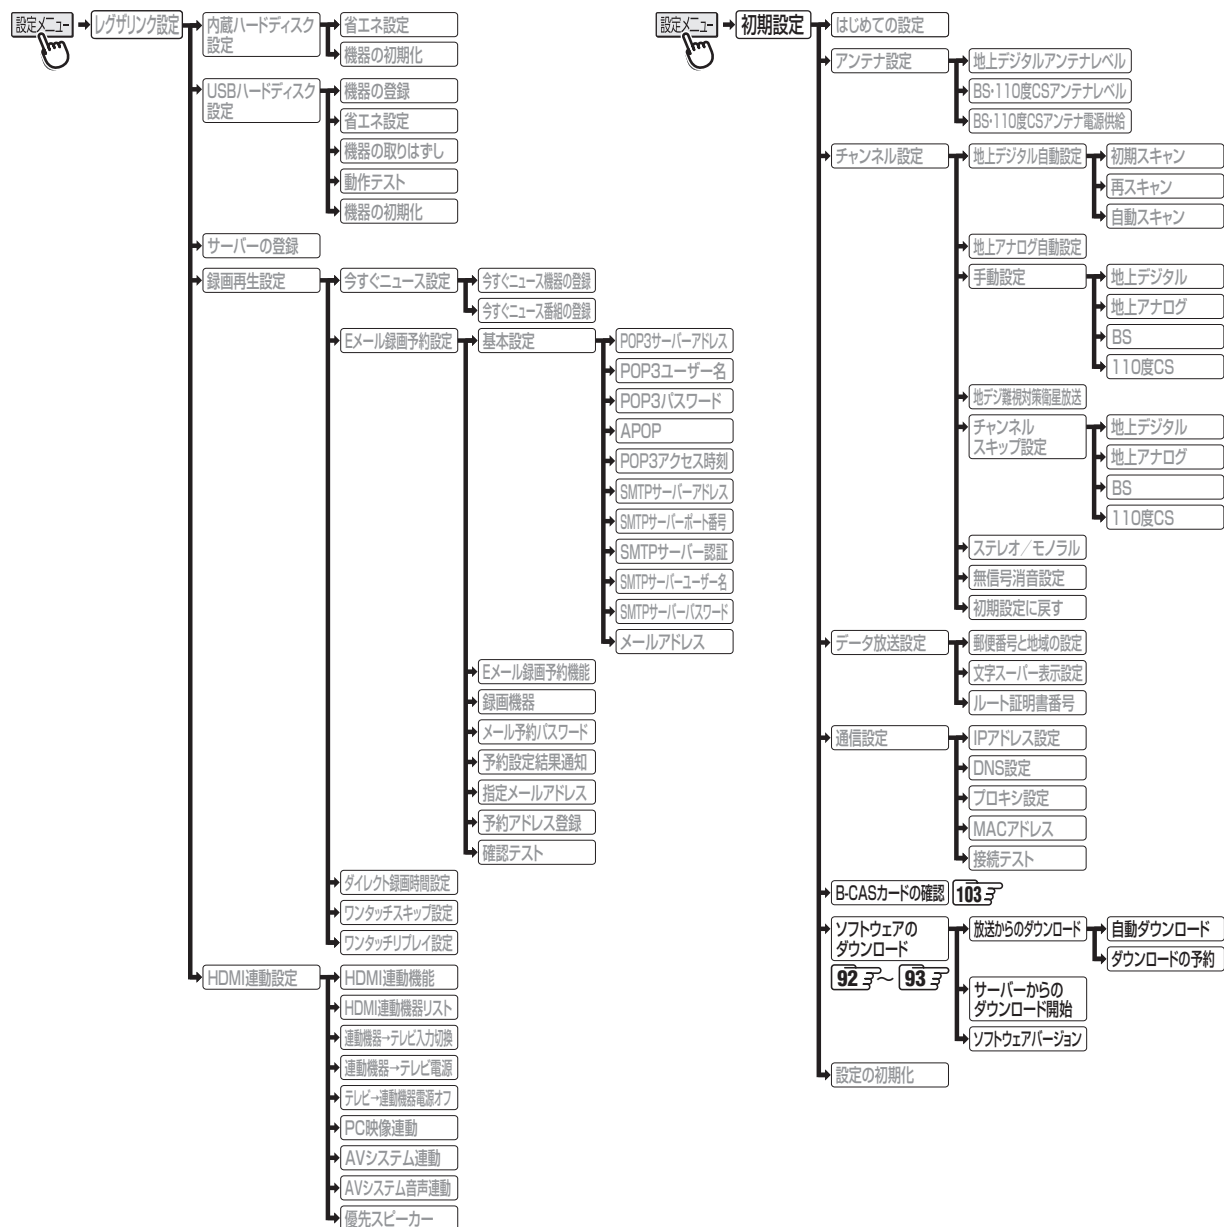 設定メニュー
レグザリンク設定
内蔵ハードディスク
設定
省エネ設定
機器の初期化
USBハードディスク
設定
機器の登録
省エネ設定
機器の取りはずし
動作テスト
機器の初期化
サーバーの登録
録画再生設定
今すぐニュース設定
今すぐニュース機器の登録
今すぐニュース番組の登録
Eメール録画予約設定
基本設定
POP3サーバーアドレス
POP3ユーザー名
POP3パスワード
APOP
POP3アクセス時刻
SMTPサーバーアドレス
SMTPサーバーポート番号
SMTPサーバー認証
SMTPサーバーユーザー名
SMTPサーバーパスワード
メールアドレス
Eメール録画予約機能
録画機器
メール予約パスワード
予約設定結果通知
指定メールアドレス
予約アドレス登録
確認テスト
ダイレクト録画時間設定
ワンタッチスキップ設定
ワンタッチリプレイ設定
HDMI連動設定
HDMI連動機能
HDMI連動機器リスト
連動機器→テレビ入力切換
連動機器→テレビ電源
テレビ→連動機器電源オフ
PC映像連動
AVシステム連動
AVシステム音声連動
優先スピーカー
設定メニュー
初期設定
はじめての設定
アンテナ設定
地上デジタルアンテナレベル
BS・110度CSアンテナレベル
BS・110度CSアンテナ電源供給
チャンネル設定
地上デジタル自動設定
初期スキャン
再スキャン
自動スキャン
地上アナログ自動設定
手動設定
地上デジタル
地上アナログ
BS
110度CS
地デジ難視対策衛星放送
チャンネル
スキップ設定
地上デジタル
地上アナログ
BS
110度CS
ステレオ／モノラル
無信号消音設定
初期設定に戻す
データ放送設定
郵便番号と地域の設定
文字スーパー表示設定
ルート証明書番号
通信設定
IPアドレス設定
DNS設定
プロキシ設定
MACアドレス
接続テスト
B-CASカードの確認 103
ソフトウェアの
ダウンロード
92 〜 93
放送からのダウンロード
自動ダウンロード
ダウンロードの予約
サーバーからの
ダウンロード開始
ソフトウェアバージョン
設定の初期化